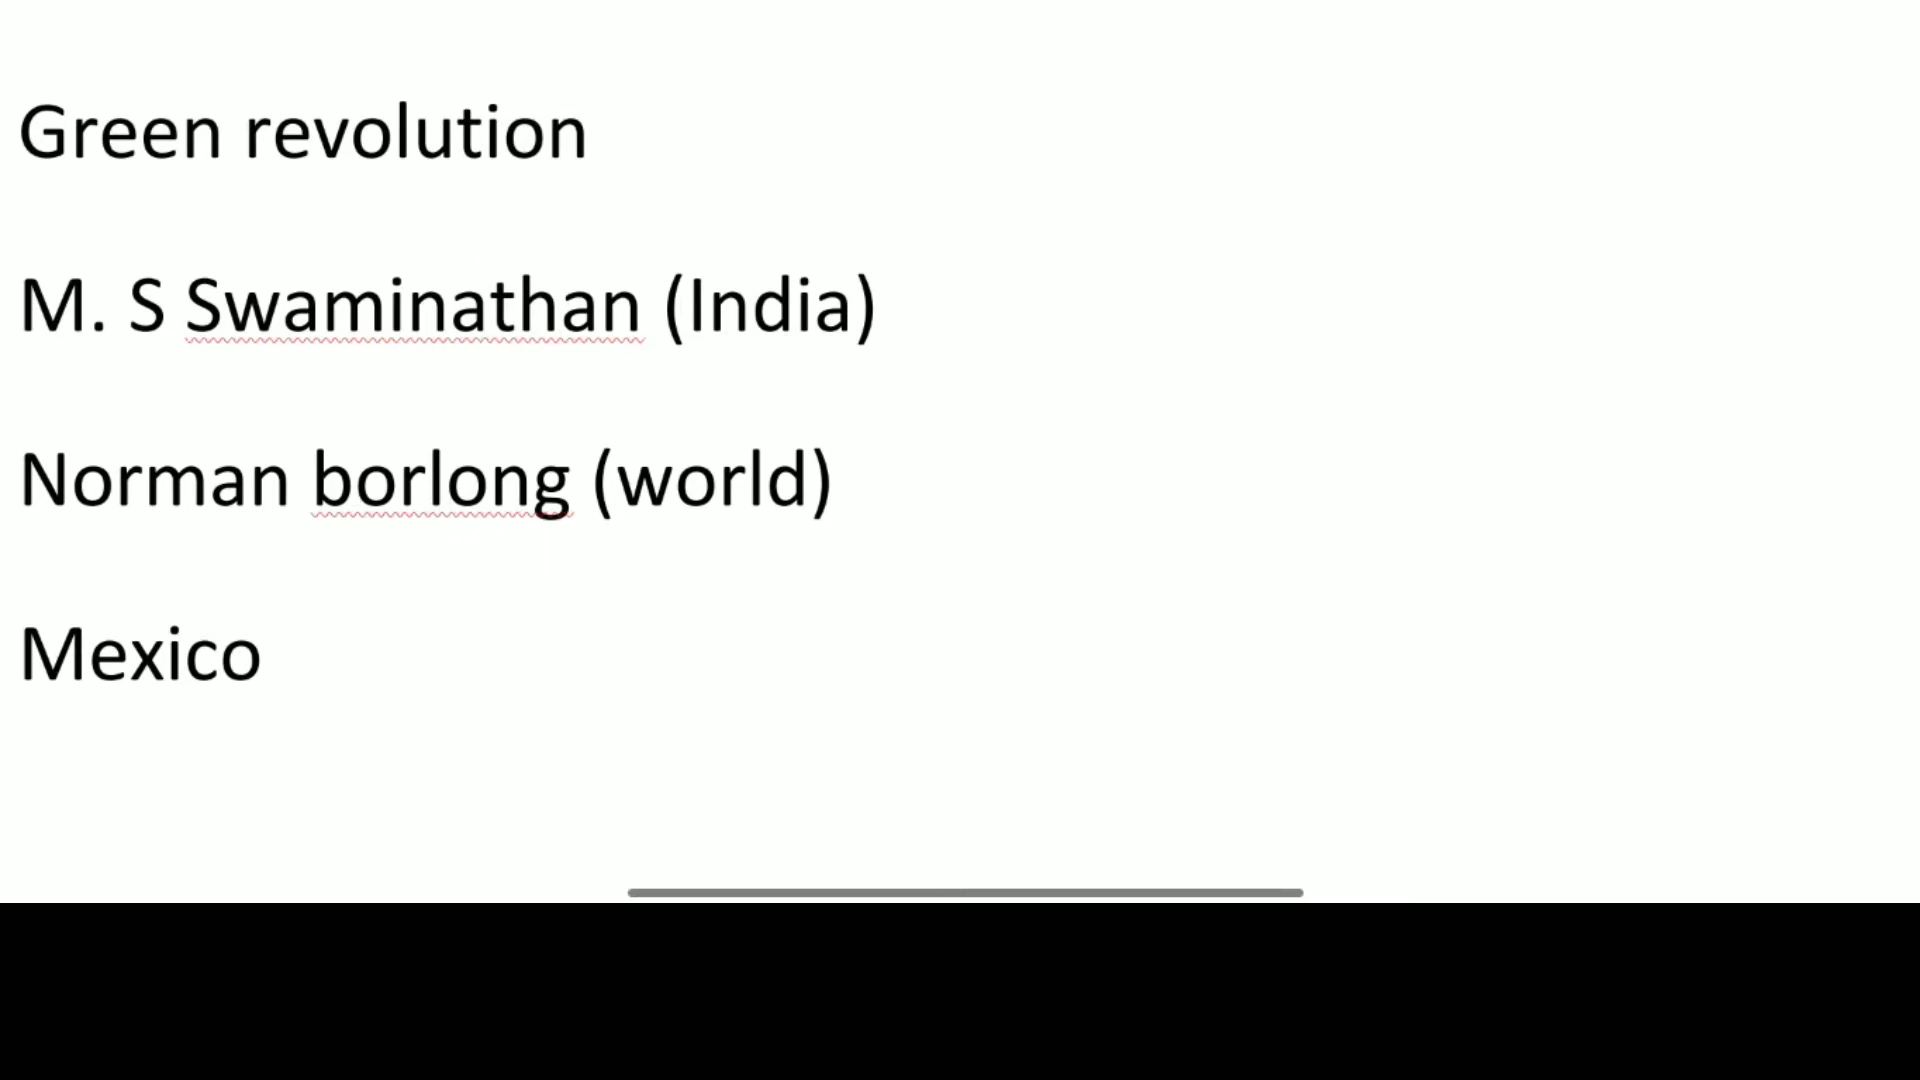 Green revolution
M. S Swaminathan (India)
Norman borlong (world)
Mexico